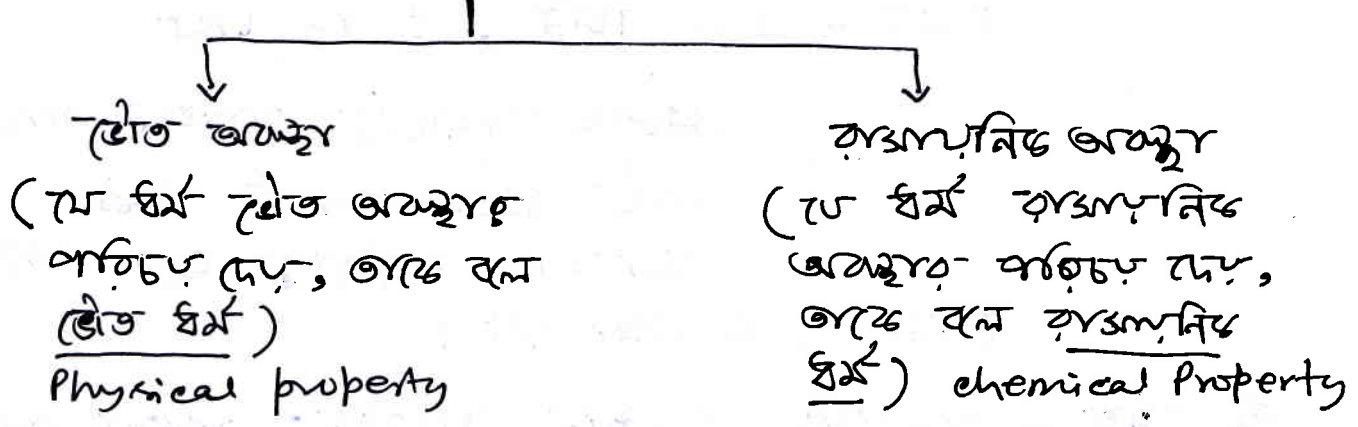 ভৌত অবস্থা
(যে ধর্ম ভৌত অবস্থার
পরিচয় দেয়, তাকে বলে
ভৌত ধর্ম)
Physical property
রাসায়নিক অবস্থা
(যে ধর্ম রাসায়নিক
অবস্থার পরিচয় দেয়,
তাকে বলে রাসায়নিক
ধর্ম) chemical Property